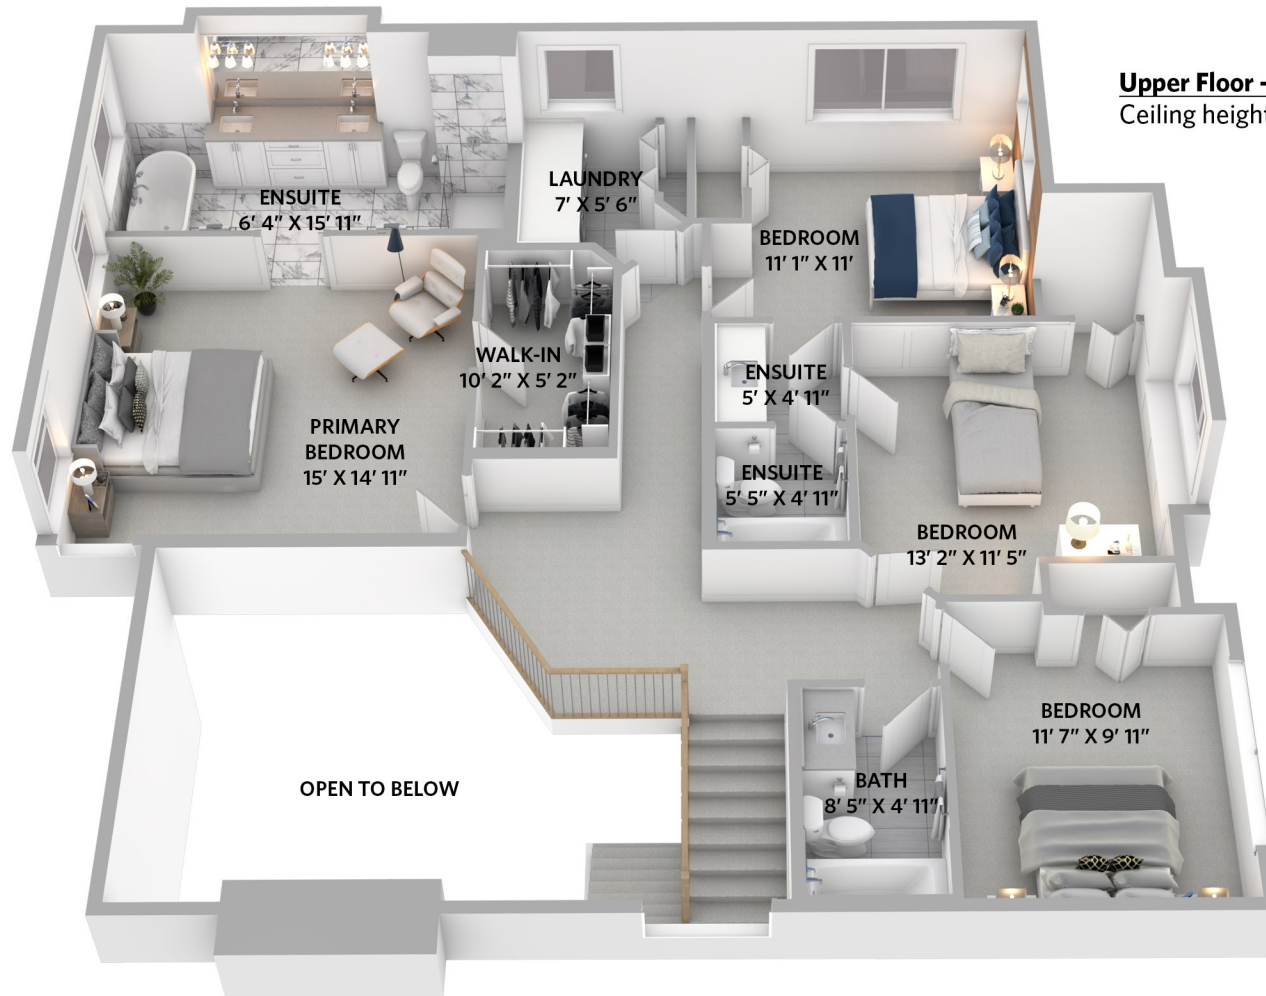 Upper Floor -
Ceiling height
ENSUITE
6’ 4” X 15’ 11”
LAUNDRY
7’ X 5’ 6”
BEDROOM
11’ 1” X 11’
WALK-IN
10’ 2” X 5’ 2”
ENSUITE
5’ X 4’ 11”
PRIMARY
BEDROOM
15’ X 14’ 11”
ENSUITE
5’ 5” X 4’ 11”
BEDROOM
13’ 2” X 11’ 5”
BEDROOM
11’ 7” X 9’ 11”
OPEN TO BELOW
BATH
8’ 5” X 4’ 11”